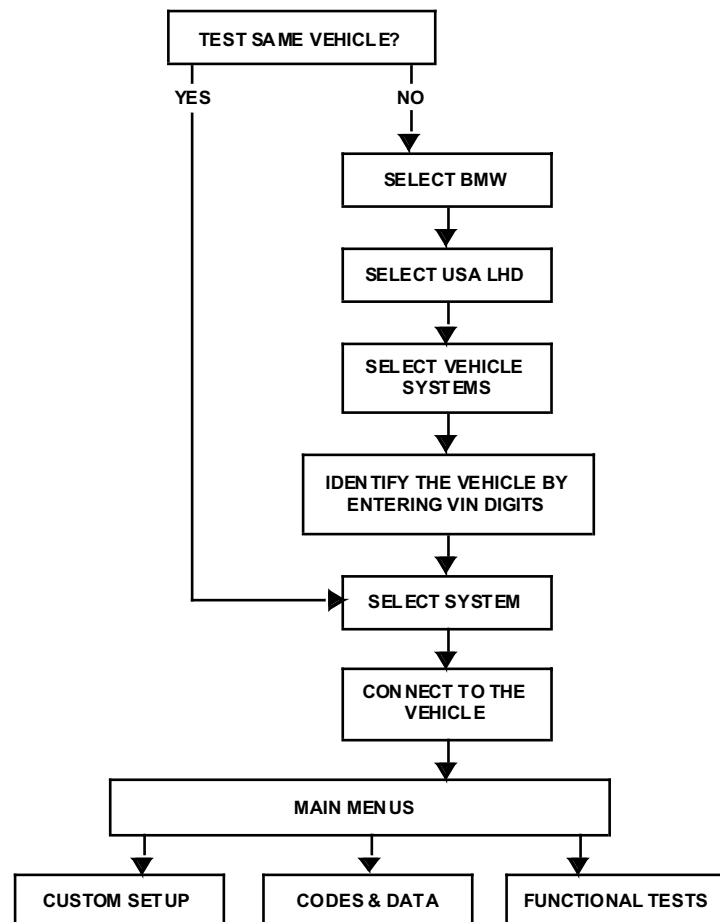 TEST SAME VEHICLE?
YES
NO
SELECT BMW
SELECT USA LHD
SELECT VEHICLE
SYSTEMS
IDENTIFY THE VEHICLE BY
ENTERING VIN DIGITS
SELECT SYSTEM
CONNECT TO THE
VEHICLE
MAIN MENUS
CUSTOM SETUP
CODES & DATA
FUNCTIONAL TESTS